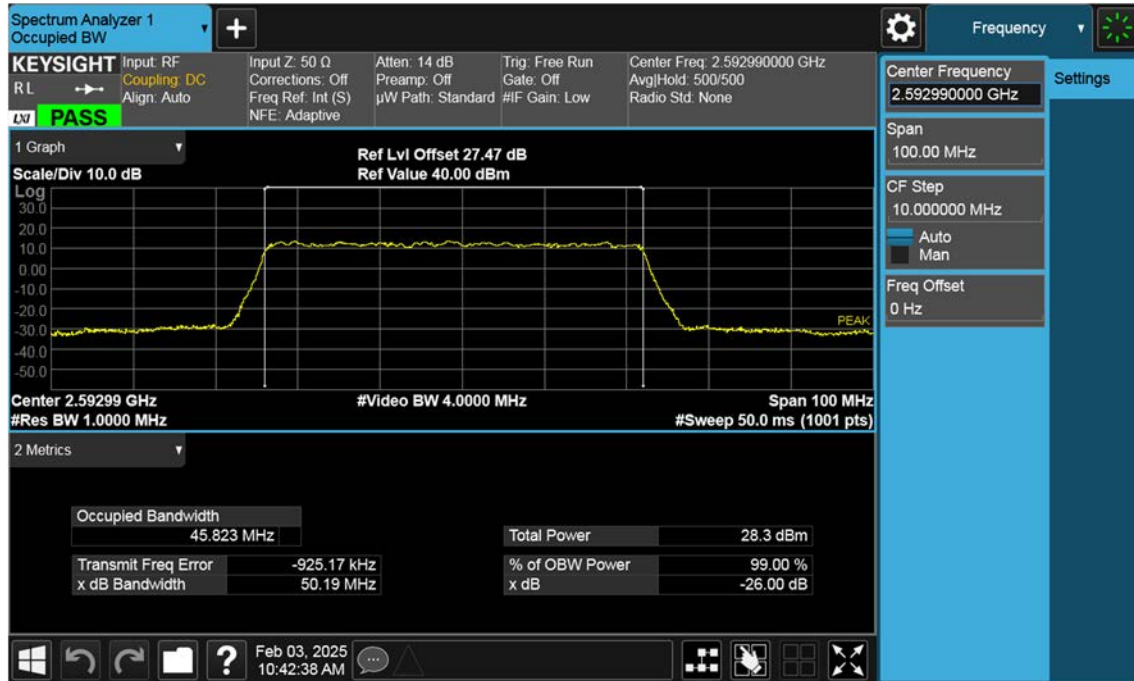 Spectrum Analyzer 1
Occupied BW
+
Frequency
KEYSIGHT
R L
LXI PASS
Input: RF
Coupling: DC
Align: Auto
Input Z: 50 Ω
Corrections: Off
Freq Ref: Int (S)
NFE: Adaptive
Atten: 14 dB
Preamp: Off
µW Path: Standard
Trig: Free Run
Gate: Off
#IF Gain: Low
Center Freq: 2.592990000 GHz
Avg|Hold: 500/500
Radio Std: None
Center Frequency
2.592990000 GHz
Settings
Span
100.00 MHz
CF Step
10.000000 MHz
Auto
Man
Freq Offset
0 Hz
1 Graph
Scale/Div 10.0 dB
Ref Lvl Offset 27.47 dB
Ref Value 40.00 dBm
Log
30.0
20.0
10.0
0.00
-10.0
-20.0
-30.0
-40.0
-50.0
PEAK
Center 2.59299 GHz
#Video BW 4.0000 MHz
Span 100 MHz
#Res BW 1.0000 MHz
#Sweep 50.0 ms (1001 pts)
2 Metrics
Occupied Bandwidth
45.823 MHz
Total Power 28.3 dBm
Transmit Freq Error -925.17 kHz
% of OBW Power 99.00 %
x dB Bandwidth 50.19 MHz
x dB -26.00 dB
?
Feb 03, 2025
10:42:38 AM